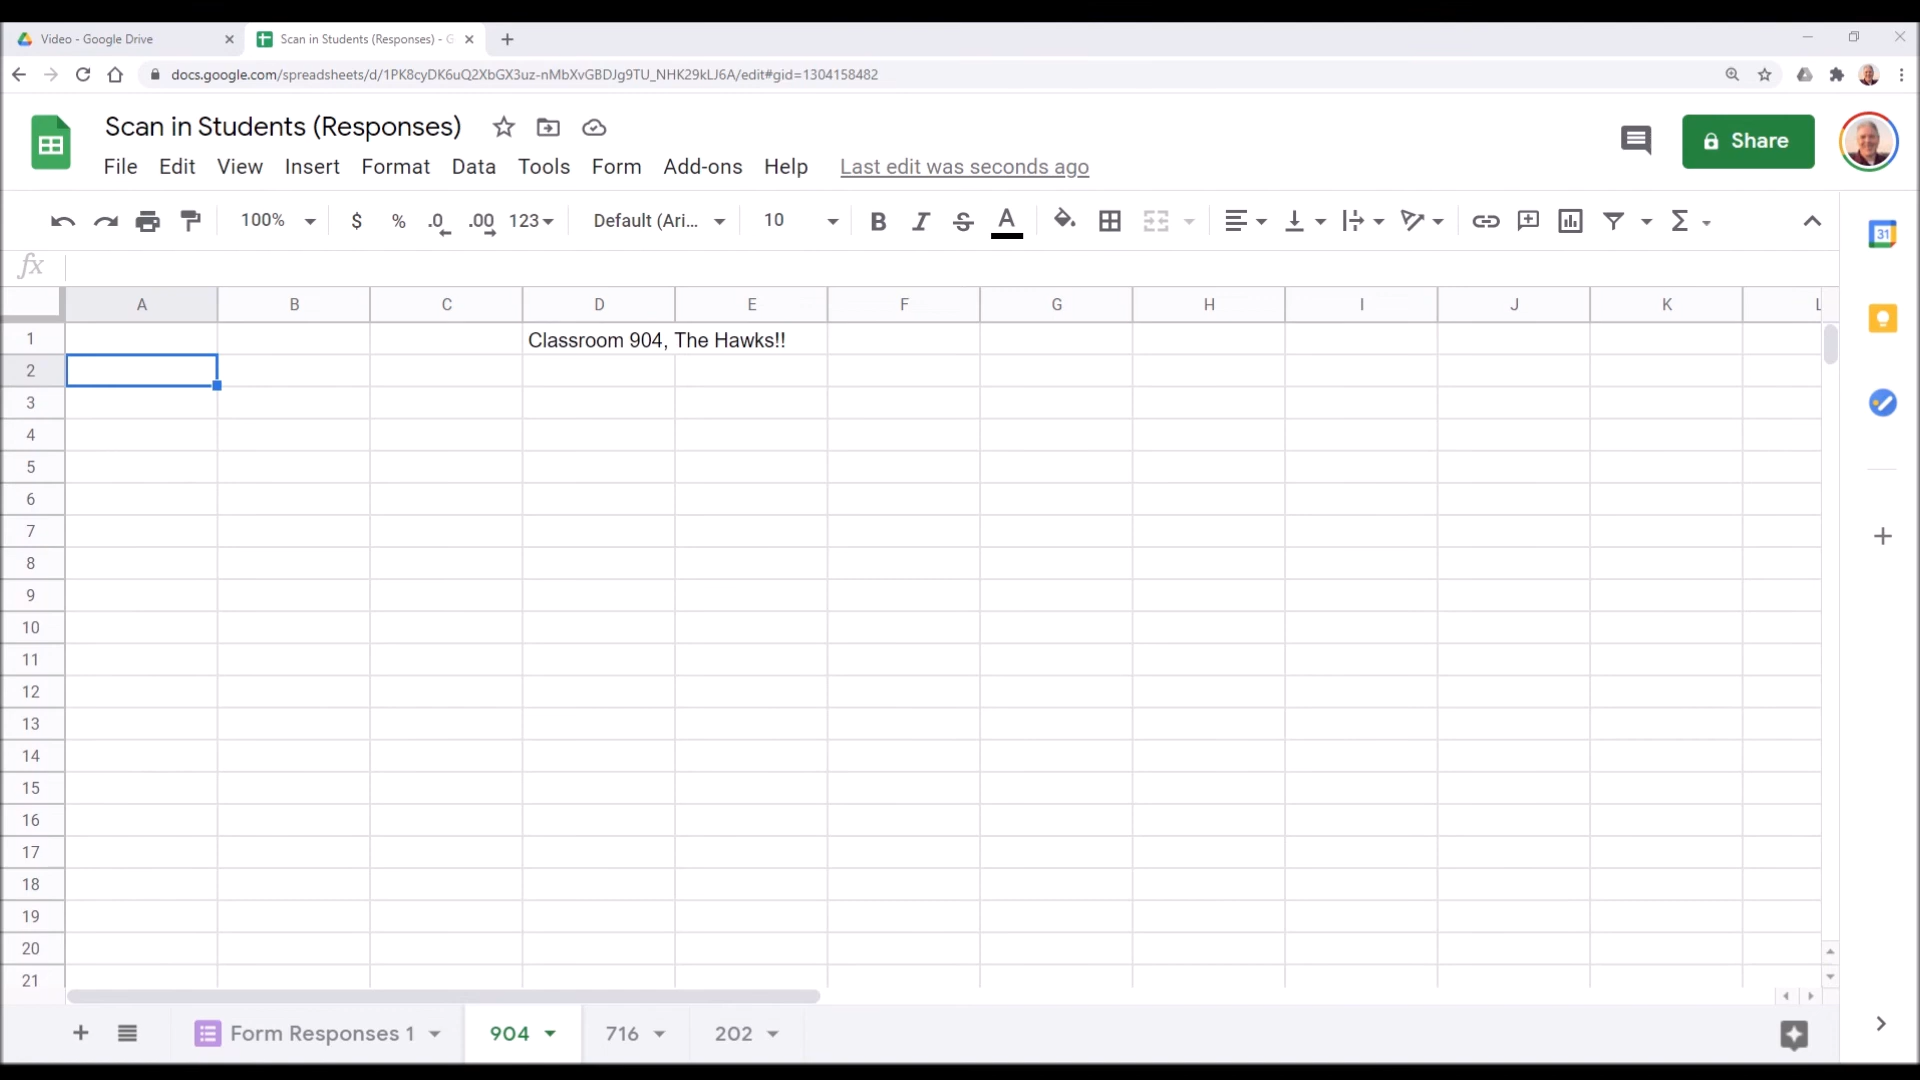 Video - Google Drive
Scan in Students (Responses) - G
docs.google.com/spreadsheets/d/1PK8cyDK6uQ2XbGX3uz-nMbXvGBDJg9TU_NHK29kLJ6A/edit#gid=1304158482
Scan in Students (Responses)
Share
File Edit View Insert Format Data Tools Form Add-ons Help Last edit was seconds ago
100% $ % .0 .00 123 Default (Ari... 10 B I S A Σ
31
fx
A B C D E F G H I J K L
1 Classroom 904, The Hawks!!
2
3
4
5
6
7
8
9
10
11
12
13
14
15
16
17
18
19
20
21
Form Responses 1 904 716 202